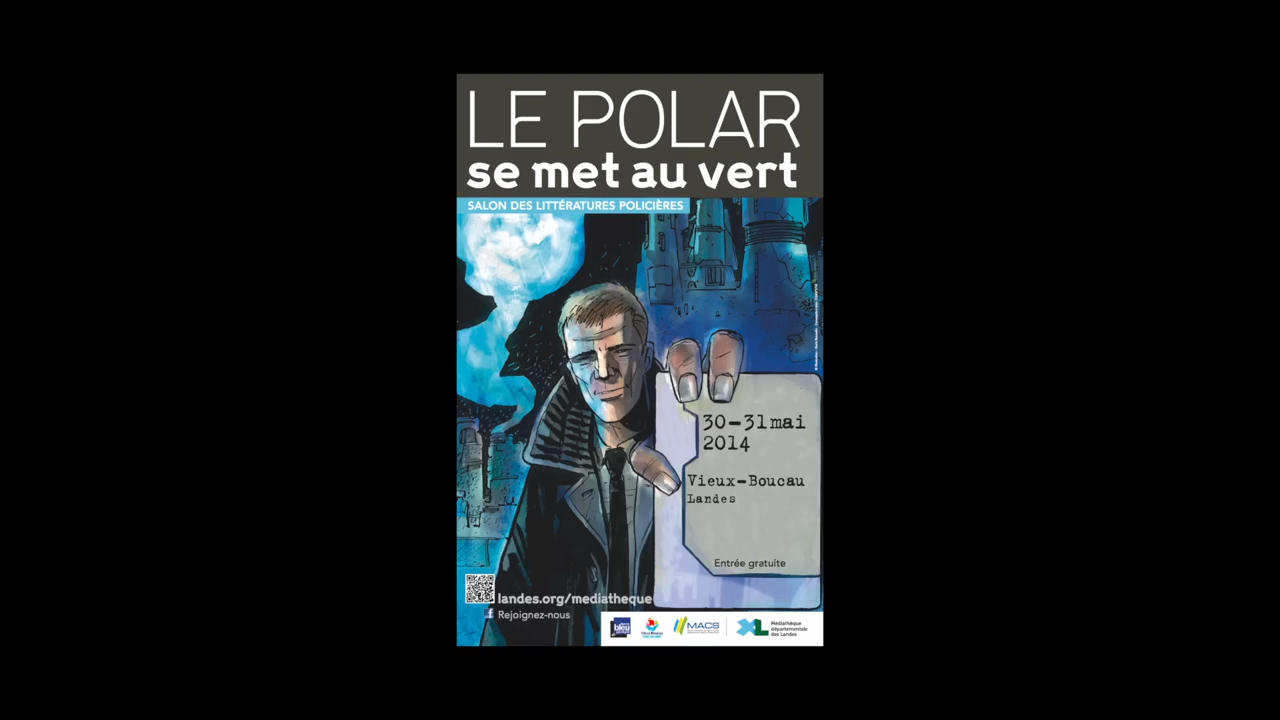 LE POLAR
se met au vert
SALON DES LITTÉRATURES POLICIÈRES
30-31 mai
2014
Vieux-Boucau
Landes
Entrée gratuite
landes.org/mediatheque
Rejoignez-nous
bleu
MACS
XL
Médiathèque
départementale
des Landes